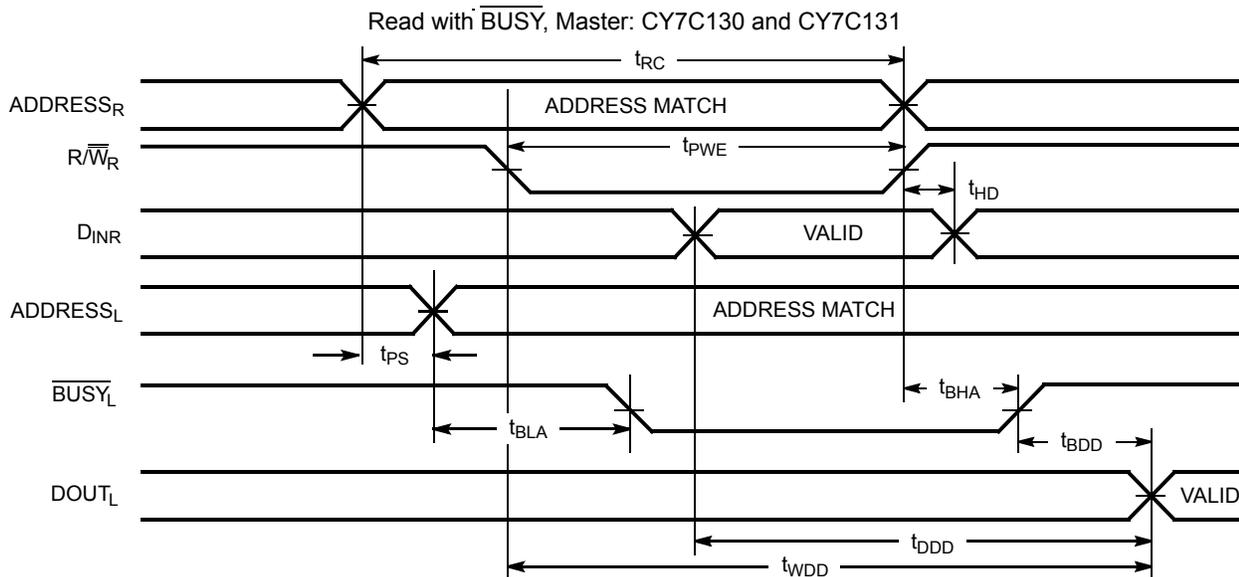 Read with BUSY, Master: CY7C130 and CY7C131
tRC
ADDRESSR
ADDRESS MATCH
R/WR
tPWE
tHD
DINR
VALID
ADDRESSL
ADDRESS MATCH
tPS
BUSYL
tBHA
tBLA
tBDD
DOUTL
VALID
tDDD
tWDD